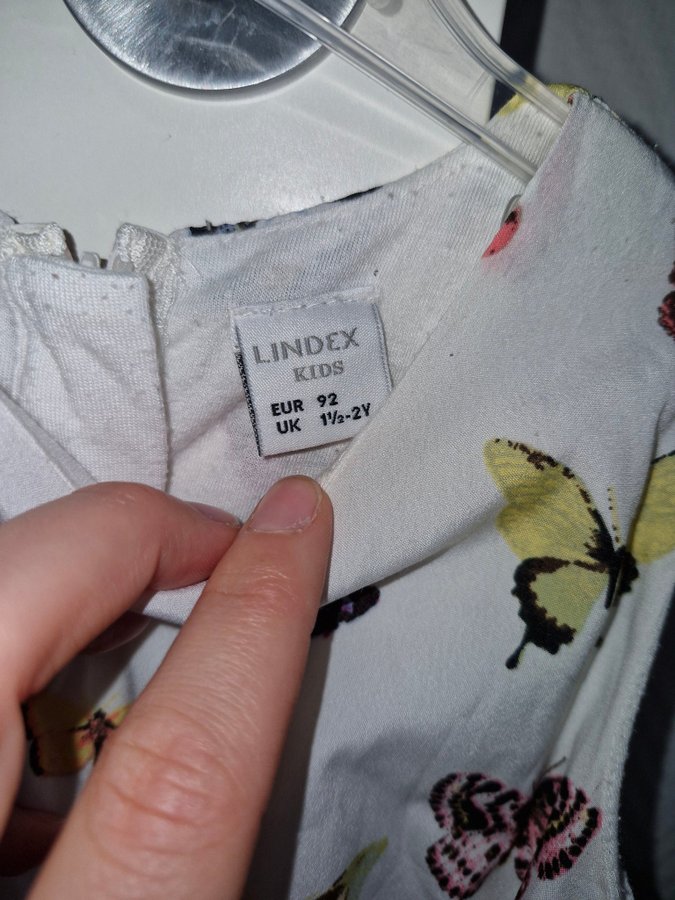 LINDEX
KIDS
EUR 92
UK 1½-2Y